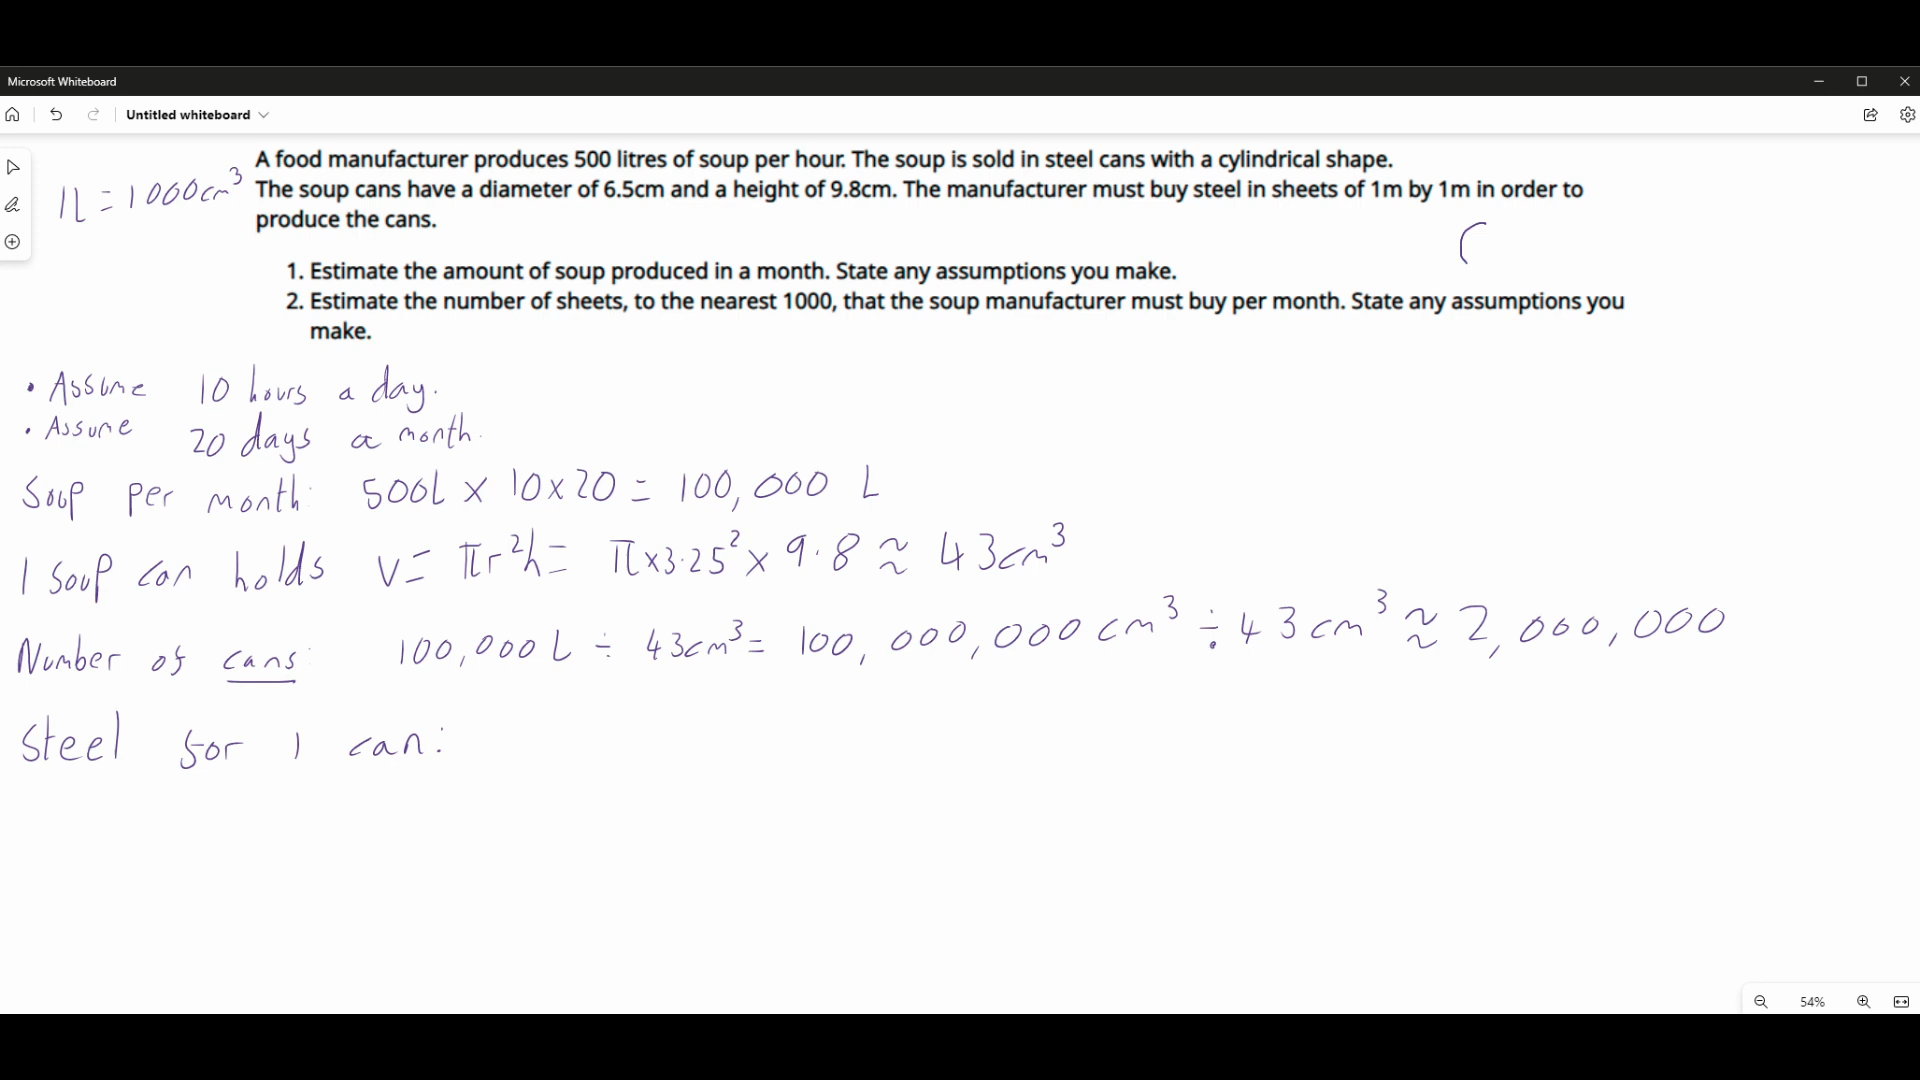 Microsoft Whiteboard
Untitled whiteboard
1L = 1000cm³
A food manufacturer produces 500 litres of soup per hour. The soup is sold in steel cans with a cylindrical shape.
The soup cans have a diameter of 6.5cm and a height of 9.8cm. The manufacturer must buy steel in sheets of 1m by 1m in order to
produce the cans.
(
1. Estimate the amount of soup produced in a month. State any assumptions you make.
2. Estimate the number of sheets, to the nearest 1000, that the soup manufacturer must buy per month. State any assumptions you
make.
• Assume 10 hours a day.
• Assume 20 days a month.
Soup per month: 500L × 10×20 = 100,000 L
1 soup can holds V= πr²h = π×3.25²× 9.8 ≈ 43cm³
Number of cans: 100,000L ÷ 43cm³ = 100,000,000cm³ ÷ 43cm³ ≈ 2,000,000
Steel for 1 can:
54%